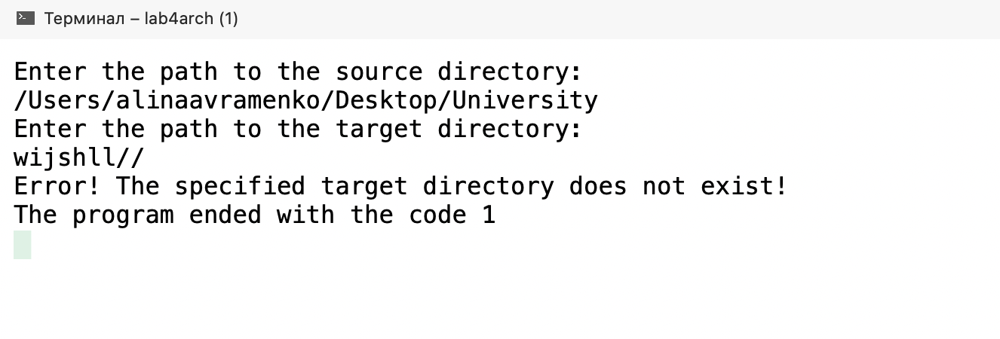 Терминал – lab4arch (1)
Enter the path to the source directory:
/Users/alinaavramenko/Desktop/University
Enter the path to the target directory:
wijshll//
Error! The specified target directory does not exist!
The program ended with the code 1